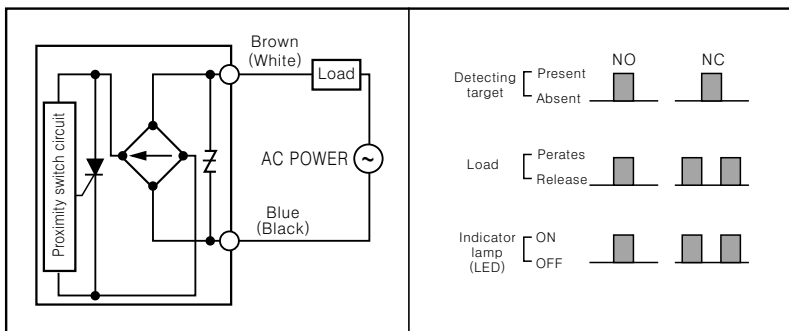 Brown
(White)
Load
Proximity switch circuit
AC POWER
~
Blue
(Black)
NO NC
Detecting target
Present
Absent
Load
Perates
Release
Indicator lamp (LED)
ON
OFF